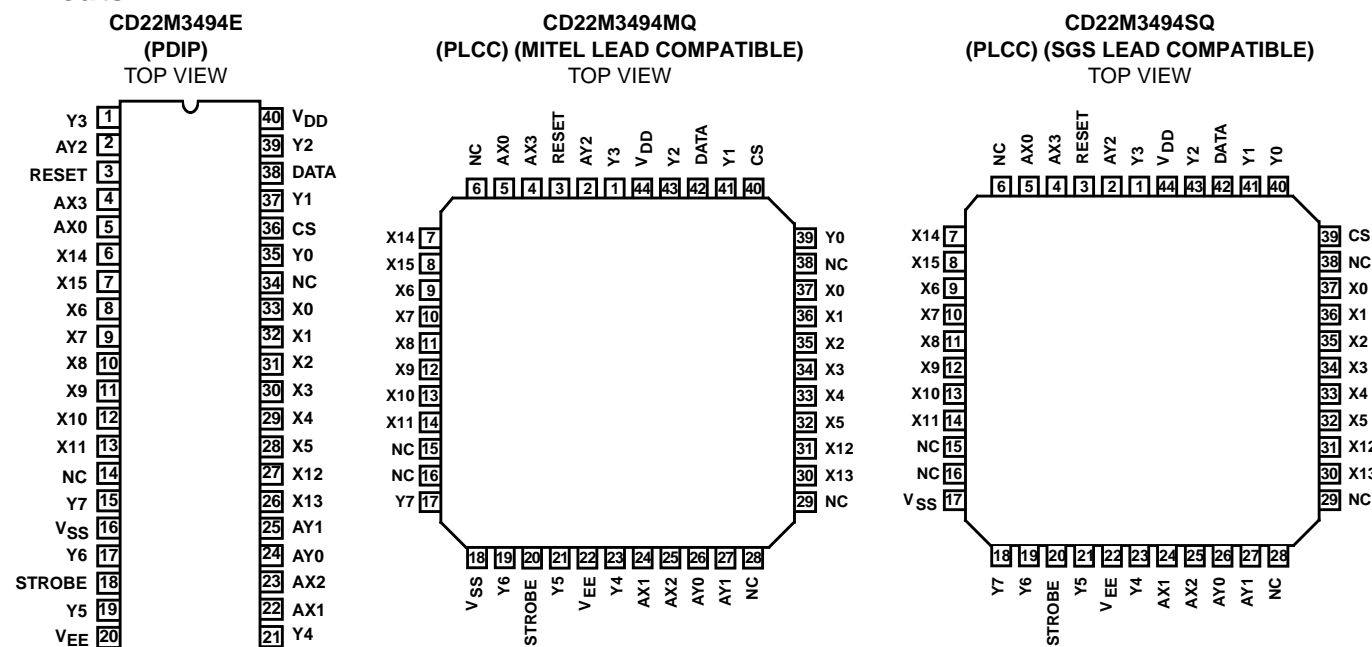 CD22M3494E
(PDIP)
TOP VIEW
Y3 1 40 VDD
AY2 2 39 Y2
RESET 3 38 DATA
AX3 4 37 Y1
AX0 5 36 CS
X14 6 35 Y0
X15 7 34 NC
X6 8 33 X0
X7 9 32 X1
X8 10 31 X2
X9 11 30 X3
X10 12 29 X4
X11 13 28 X5
NC 14 27 X12
Y7 15 26 X13
VSS 16 25 AY1
Y6 17 24 AY0
STROBE 18 23 AX2
Y5 19 22 AX1
VEE 20 21 Y4
CD22M3494MQ
(PLCC) (MITEL LEAD COMPATIBLE)
TOP VIEW
NC AX0 AX3 RESET AY2 Y3 VDD Y2 DATA Y1 CS
6 5 4 3 2 1 44 43 42 41 40
X14 7 39 Y0
X15 8 38 NC
X6 9 37 X0
X7 10 36 X1
X8 11 35 X2
X9 12 34 X3
X10 13 33 X4
X11 14 32 X5
NC 15 31 X12
NC 16 30 X13
Y7 17 29 NC
18 19 20 21 22 23 24 25 26 27 28
VSS Y6 STROBE Y5 VEE Y4 AX1 AX2 AY0 AY1 NC
CD22M3494SQ
(PLCC) (SGS LEAD COMPATIBLE)
TOP VIEW
NC AX0 AX3 RESET AY2 Y3 VDD Y2 DATA Y1 Y0
6 5 4 3 2 1 44 43 42 41 40
X14 7 39 CS
X15 8 38 NC
X6 9 37 X0
X7 10 36 X1
X8 11 35 X2
X9 12 34 X3
X10 13 33 X4
X11 14 32 X5
NC 15 31 X12
NC 16 30 X13
VSS 17 29 NC
18 19 20 21 22 23 24 25 26 27 28
Y7 Y6 STROBE Y5 VEE Y4 AX1 AX2 AY0 AY1 NC